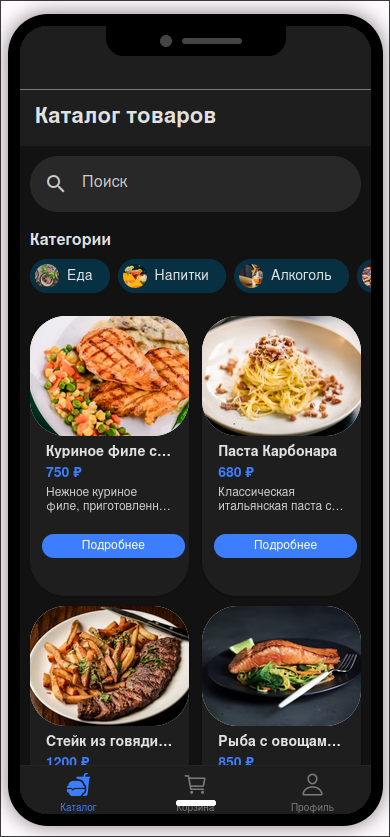 Каталог товаров
Поиск
Категории
Еда
Напитки
Алкоголь
Куриное филе с...
Паста Карбонара
750 ₽
680 ₽
Нежное куриное
филе, приготовленн...
Классическая
итальянская паста с...
Подробнее
Подробнее
Стейк из говяди...
Рыба с овощам...
1200 ₽
850 ₽
Каталог
Корзина
Профиль